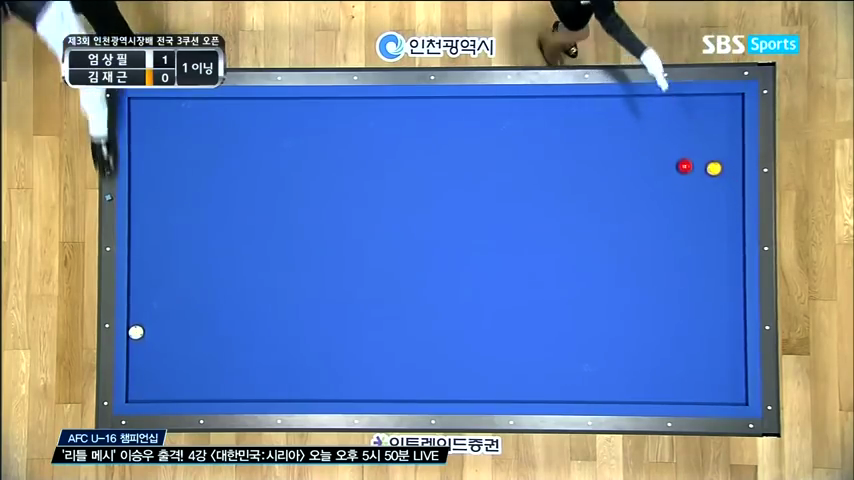 제3회 인천광역시장배 전국 3쿠션 오픈
엄상필 1
김재근 0
1 이닝
인천광역시
SBS Sports
이트레이드증권
AFC U-16 챔피언십
'리틀 메시' 이승우 출격! 4강 <대한민국:시리아> 오늘 오후 5시 50분 LIVE